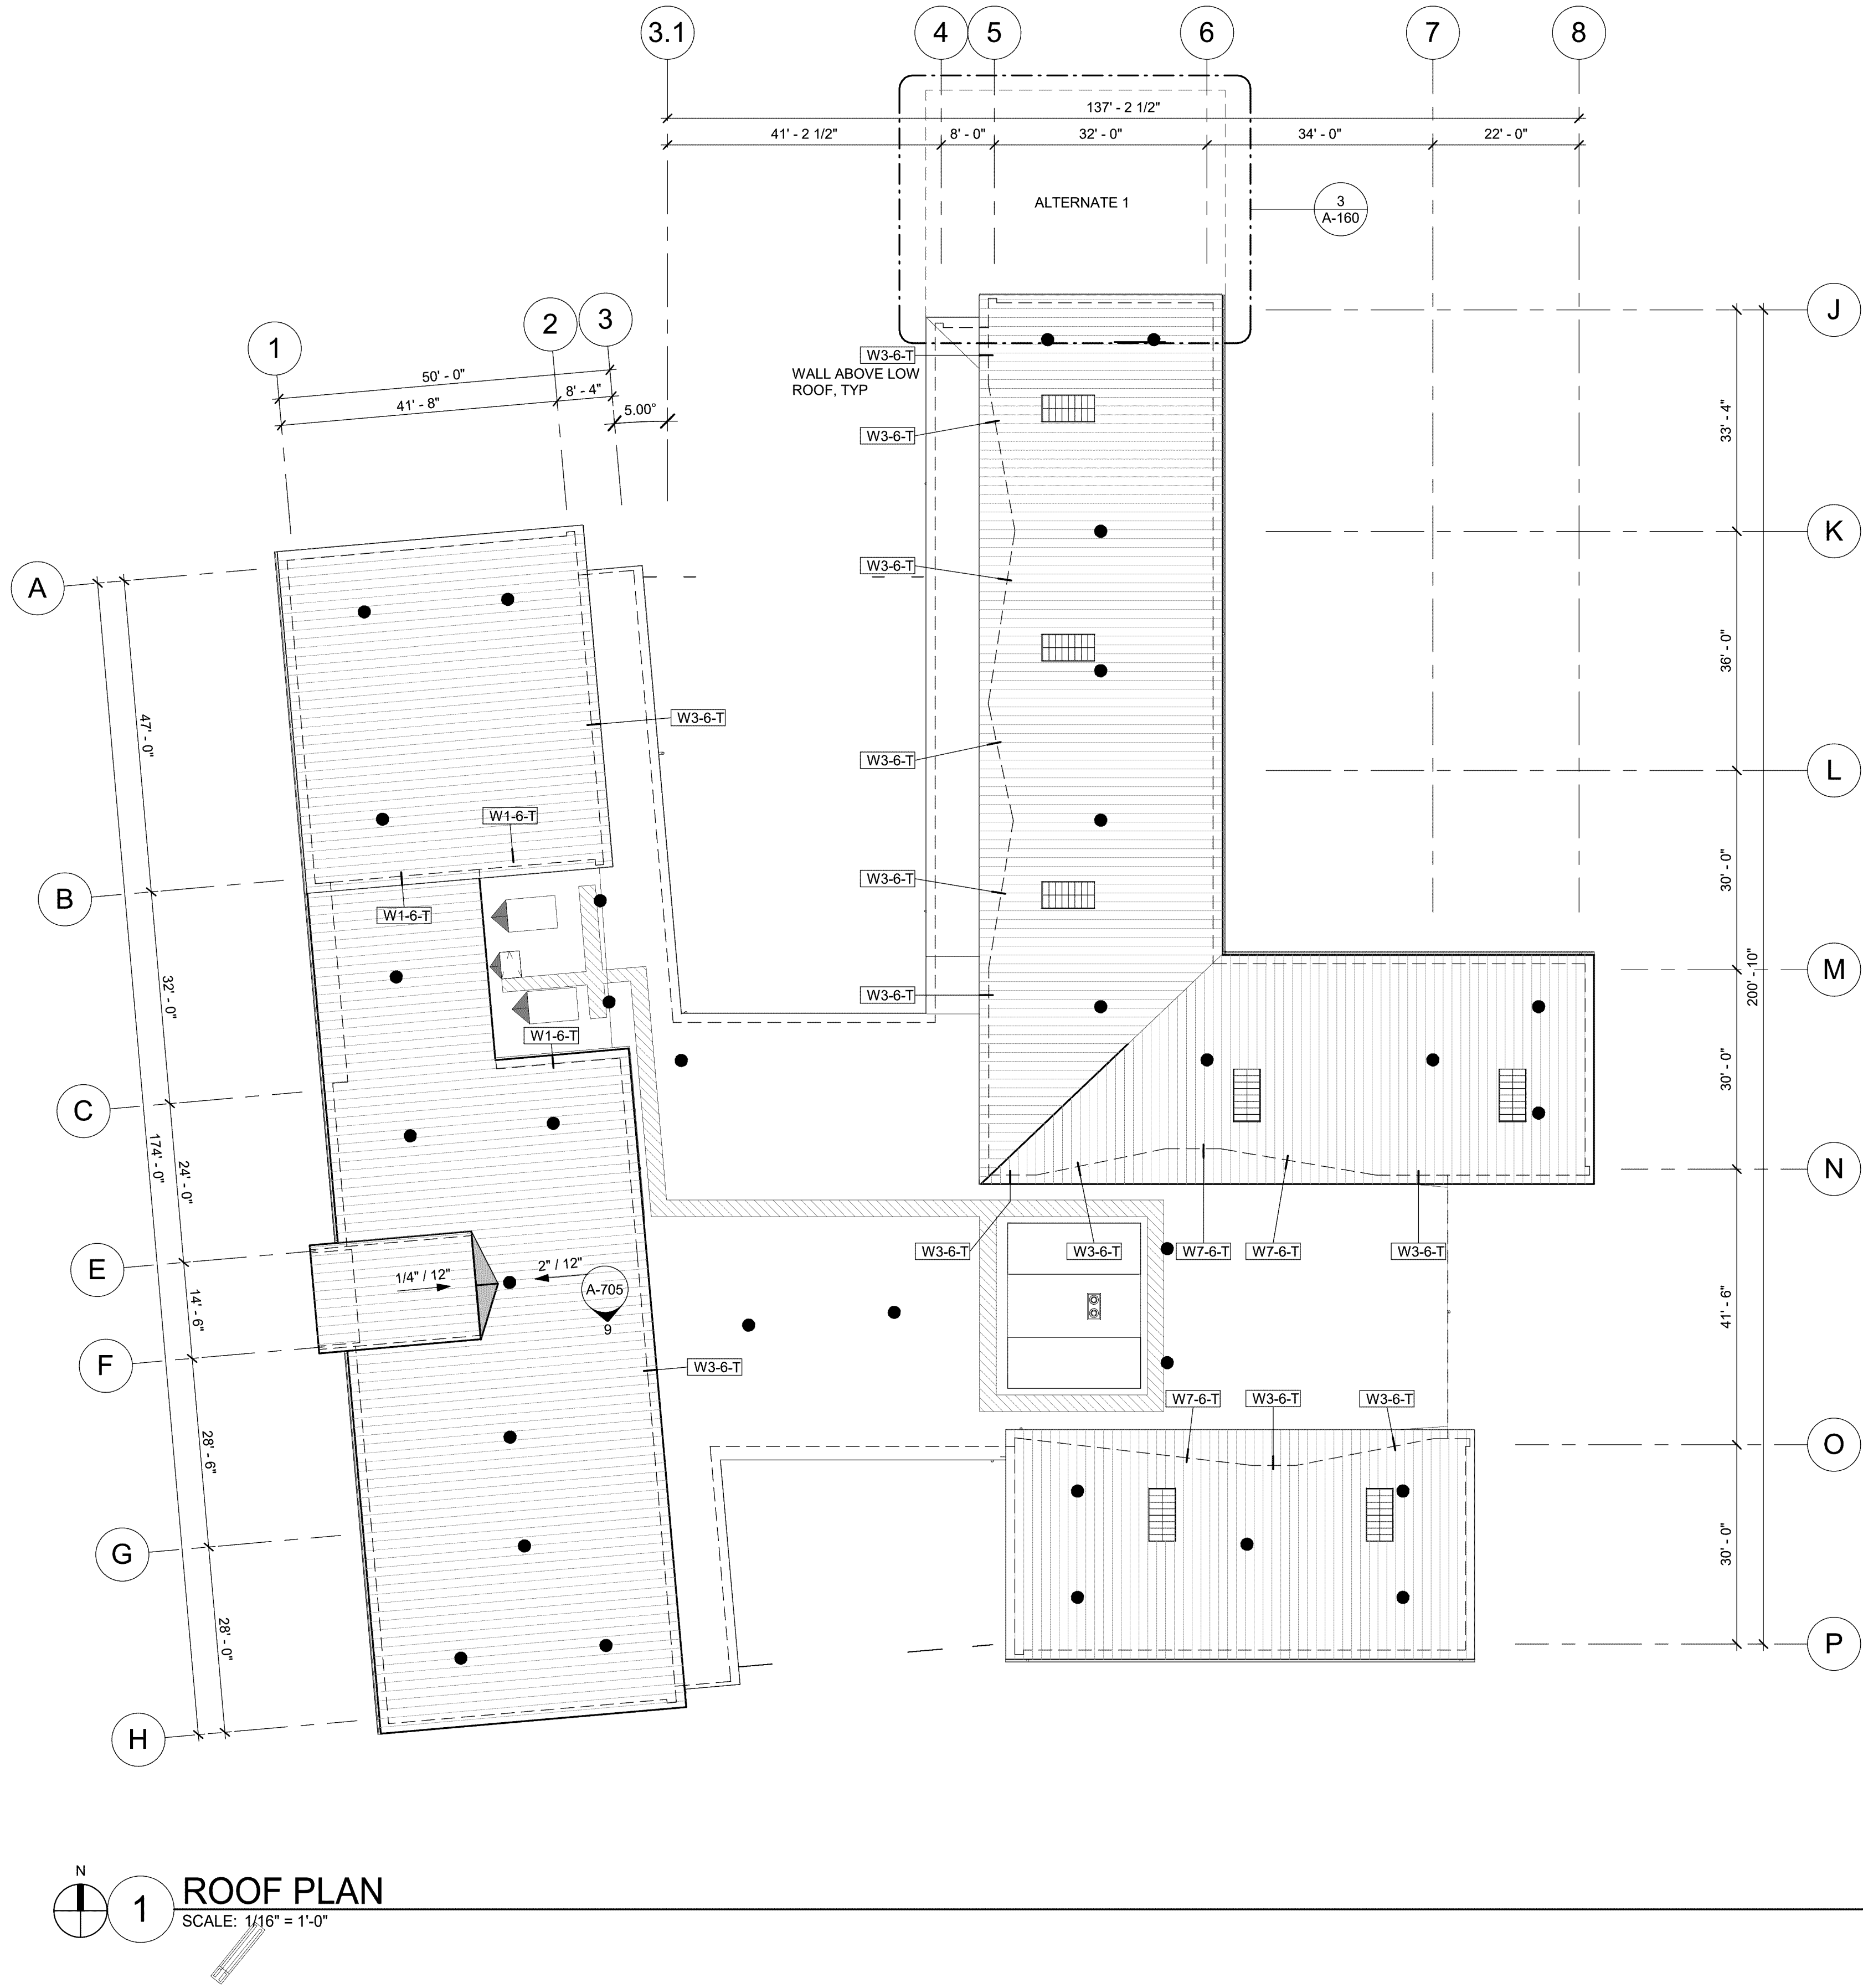 3.1
4
5
6
7
8
137' - 2 1/2"
41' - 2 1/2"
8' - 0"
32' - 0"
34' - 0"
22' - 0"
ALTERNATE 1
3
A-160
1
2
3
50' - 0"
41' - 8"
8' - 4"
5.00°
J
K
L
M
N
O
P
33' - 4"
36' - 0"
30' - 0"
30' - 0"
41' - 6"
30' - 0"
200' - 10"
W3-6-T
WALL ABOVE LOW
ROOF, TYP
W3-6-T
W3-6-T
W3-6-T
W3-6-T
W3-6-T
A
B
C
E
F
G
H
47' - 0"
32' - 0"
24' - 0"
14' - 6"
28' - 6"
28' - 0"
174' - 0"
W3-6-T
W1-6-T
W1-6-T
W1-6-T
1/4" / 12"
2" / 12"
A-705
9
W3-6-T
W3-6-T
W3-6-T
W7-6-T
W7-6-T
W3-6-T
W7-6-T
W3-6-T
W3-6-T
N
1
ROOF PLAN
SCALE: 1/16" = 1'-0"